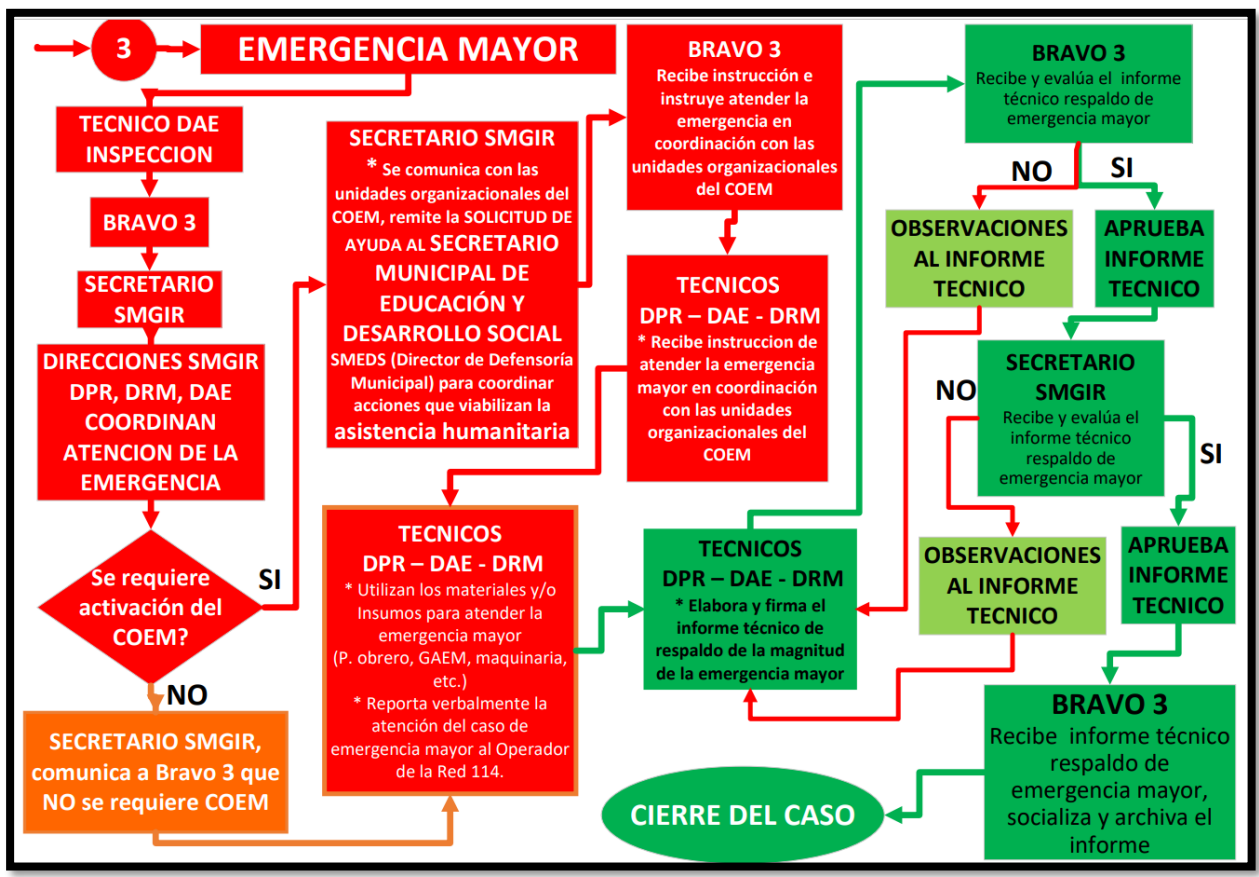 3
EMERGENCIA MAYOR
TECNICO DAE
INSPECCION
BRAVO 3
SECRETARIO
SMGIR
DIRECCIONES SMGIR
DPR, DRM, DAE
COORDINAN
ATENCION DE LA
EMERGENCIA
Se requiere
activación del
COEM?
SI
NO
SECRETARIO SMGIR,
comunica a Bravo 3 que
NO se requiere COEM
SECRETARIO SMGIR
* Se comunica con las
unidades organizacionales del
COEM, remite la SOLICITUD DE
AYUDA AL SECRETARIO
MUNICIPAL DE
EDUCACIÓN Y
DESARROLLO SOCIAL
SMEDS (Director de Defensoría
Municipal) para coordinar
acciones que viabilizan la
asistencia humanitaria
BRAVO 3
Recibe instrucción e
instruye atender la
emergencia en
coordinación con las
unidades organizacionales
del COEM
TECNICOS
DPR – DAE - DRM
* Recibe instruccion de
atender la emergencia
mayor en coordinación
con las unidades
organizacionales del
COEM
TECNICOS
DPR – DAE - DRM
* Utilizan los materiales y/o
Insumos para atender la
emergencia mayor
(P. obrero, GAEM, maquinaria,
etc.)
* Reporta verbalmente la
atención del caso de
emergencia mayor al Operador
de la Red 114.
TECNICOS
DPR – DAE - DRM
* Elabora y firma el
informe técnico de
respaldo de la magnitud
de la emergencia mayor
BRAVO 3
Recibe y evalúa el informe
técnico respaldo de
emergencia mayor
NO
SI
OBSERVACIONES
AL INFORME
TECNICO
APRUEBA
INFORME
TECNICO
SECRETARIO
SMGIR
Recibe y evalúa el
informe técnico
respaldo de
emergencia mayor
NO
SI
OBSERVACIONES
AL INFORME
TECNICO
APRUEBA
INFORME
TECNICO
BRAVO 3
Recibe informe técnico
respaldo de
emergencia mayor,
socializa y archiva el
informe
CIERRE DEL CASO